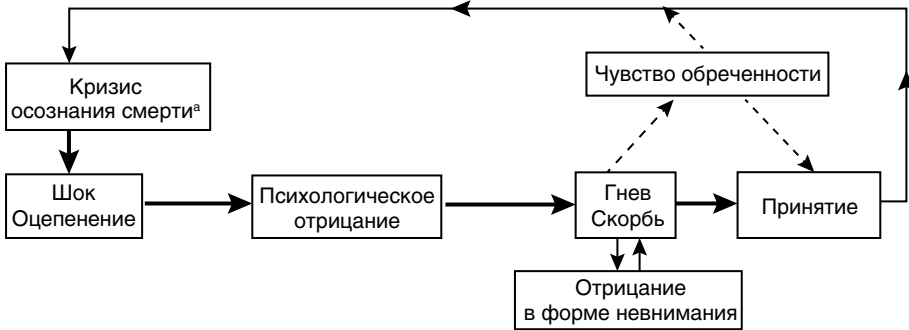 Чувство обреченности
Кризис
осознания смертиᵃ
Шок
Оцепенение
Психологическое
отрицание
Гнев
Скорбь
Принятие
Отрицание
в форме невнимания